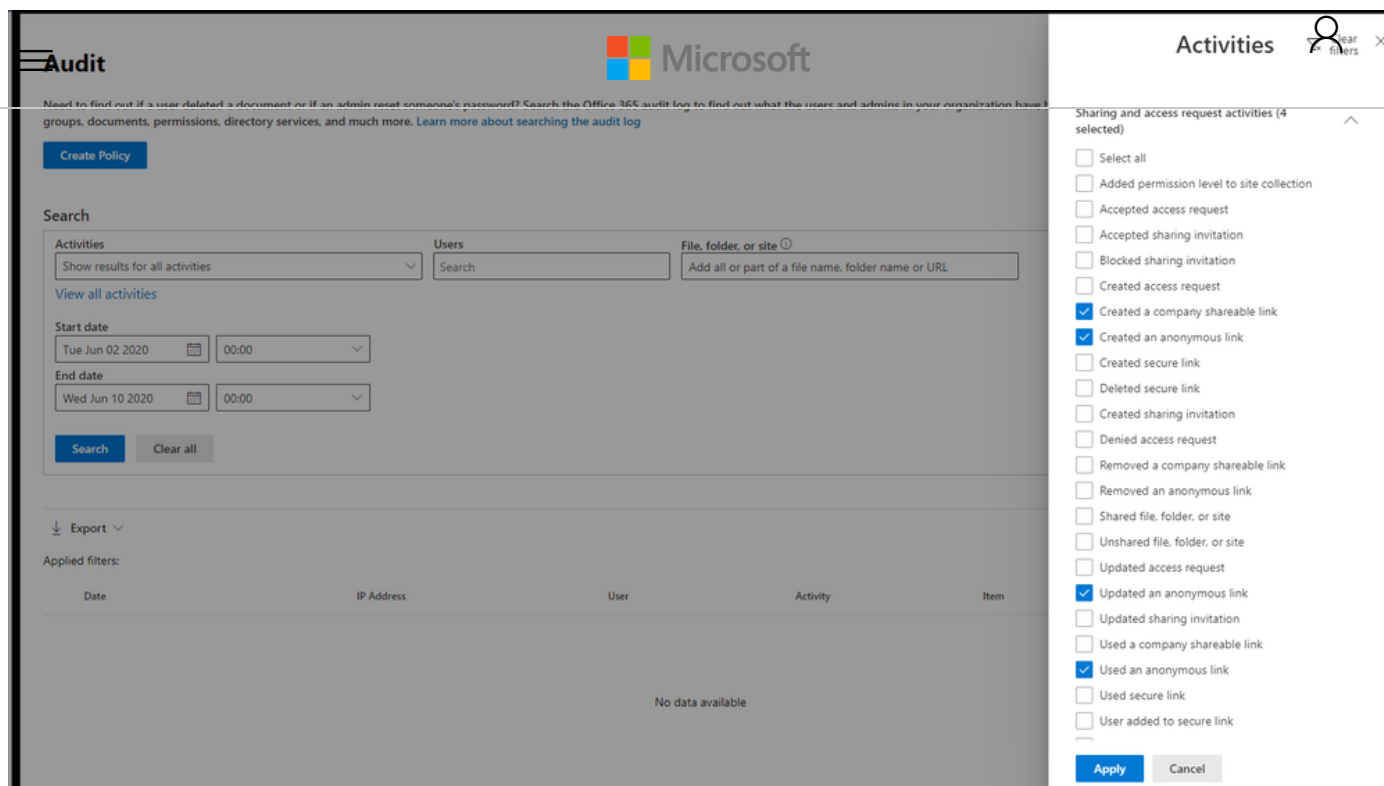 Audit
Microsoft
Need to find out if a user deleted a document or if an admin reset someone's password? Search the Office 365 audit log to find out what the users and admins in your organization have
groups, documents, permissions, directory services, and much more. Learn more about searching the audit log
Create Policy
Search
Activities
Users
File, folder, or site
Show results for all activities
Search
Add all or part of a file name, folder name or URL
View all activities
Start date
Tue Jun 02 2020
00:00
End date
Wed Jun 10 2020
00:00
Search
Clear all
Export
Applied filters:
Date
IP Address
User
Activity
Item
No data available
Activities
Clear
filters
Sharing and access request activities (4
selected)
Select all
Added permission level to site collection
Accepted access request
Accepted sharing invitation
Blocked sharing invitation
Created access request
Created a company shareable link
Created an anonymous link
Created secure link
Deleted secure link
Created sharing invitation
Denied access request
Removed a company shareable link
Removed an anonymous link
Shared file, folder, or site
Unshared file, folder, or site
Updated access request
Updated an anonymous link
Updated sharing invitation
Used a company shareable link
Used an anonymous link
Used secure link
User added to secure link
Apply
Cancel